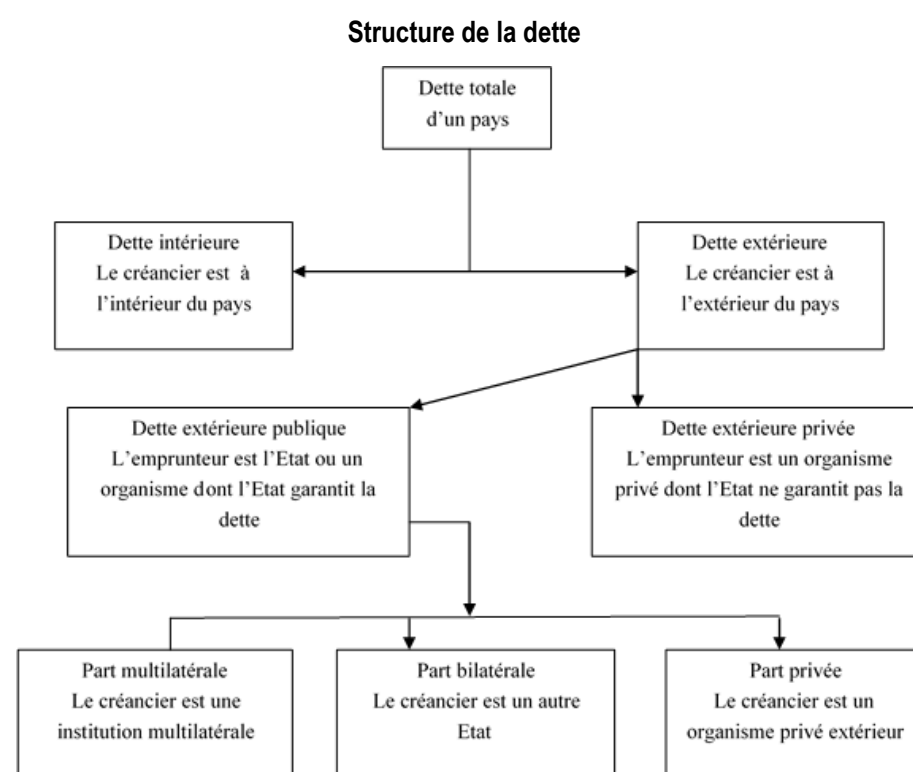 Structure de la dette
Dette totale
d'un pays
Dette intérieure
Le créancier est à
l'intérieur du pays
Dette extérieure
Le créancier est à
l'extérieur du pays
Dette extérieure publique
L'emprunteur est l'Etat ou un
organisme dont l'Etat garantit la
dette
Dette extérieure privée
L'emprunteur est un organisme
privé dont l'Etat ne garantit pas la
dette
Part multilatérale
Le créancier est une
institution multilatérale
Part bilatérale
Le créancier est un autre
Etat
Part privée
Le créancier est un
organisme privé extérieur